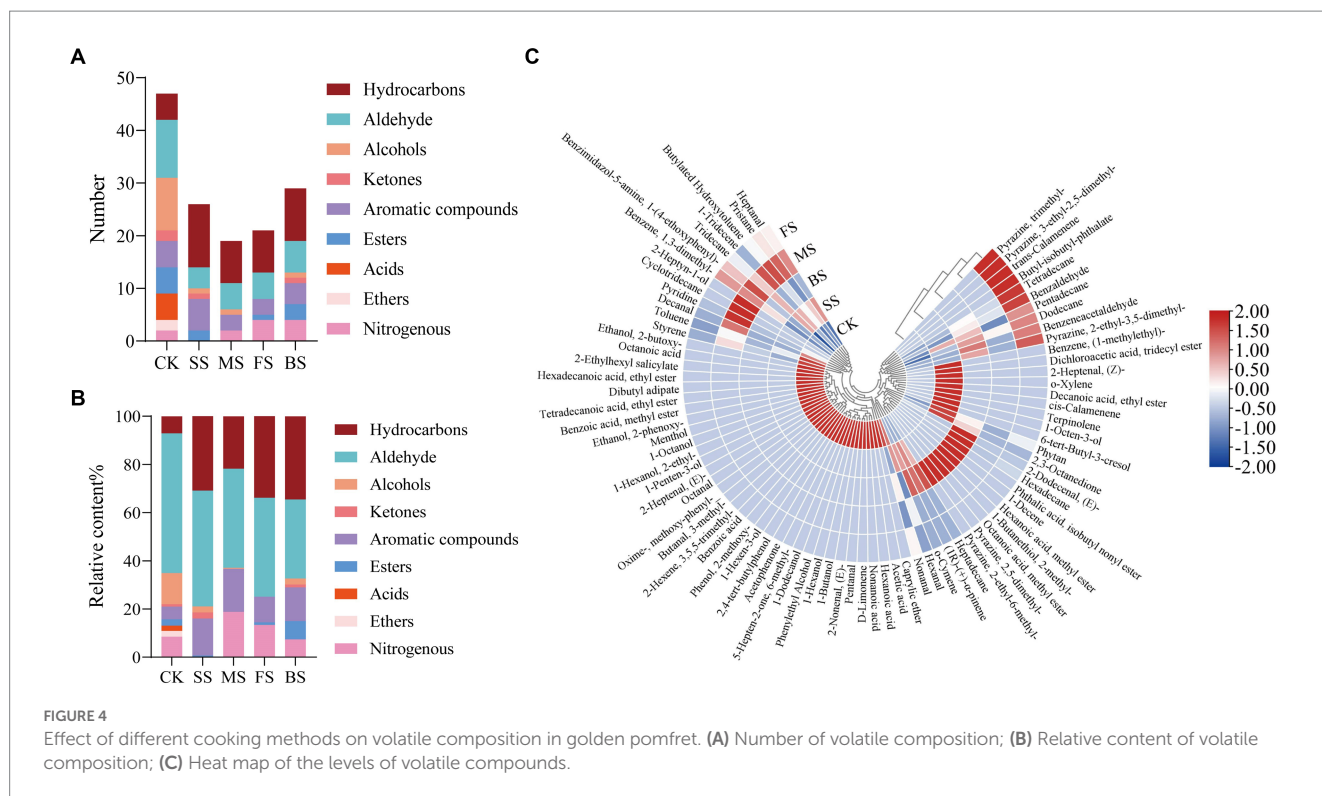 A
50
40
30
20
10
0
Number
CK SS MS FS BS
Hydrocarbons
Aldehyde
Alcohols
Ketones
Aromatic compounds
Esters
Acids
Ethers
Nitrogenous
B
100
80
60
40
20
0
Relative content%
CK SS MS FS BS
Hydrocarbons
Aldehyde
Alcohols
Ketones
Aromatic compounds
Esters
Acids
Ethers
Nitrogenous
C
FS
MS
BS
SS
CK
Pyrazine, trimethyl-
Pyrazine, 3-ethyl-2,5-dimethyl-
trans-Calamenene
Butyl-isobutyl-phthalate
Tetradecane
Benzaldehyde
Pentadecane
Dodecane
Benzeneacetaldehyde
Pyrazine, 2-ethyl-3,5-dimethyl-
Benzene, (1-methylethyl)-
Dichloroacetic acid, tridecyl ester
2-Heptenal, (Z)-
o-Xylene
Decanoic acid, ethyl ester
cis-Calamenene
Terpinolene
1-Octen-3-ol
6-tert-Butyl-3-cresol
Phytan
2,3-Octanedione
2-Dodecenal, (E)-
Hexadecane
Phthalic acid, isobutyl nonyl ester
1-Decene
Hexanoic acid, methyl ester
1-Butanethiol, 2-methyl-
Octanoic acid, methyl ester
Pyrazine, 2,5-dimethyl-
Pyrazine, 2-ethyl-6-methyl-
Heptadecane
(1R)-(+)-α-pinene
o-Cymene
Hexanal
Nonanal
Caprylic ether
Acetic acid
Hexanoic acid
Nonanoic acid
D-Limonene
Pentanal
2-Nonenal, (E)-
1-Butanol
1-Hexanol
Phenylethyl Alcohol
1-Dodecanol
5-Hepten-2-one, 6-methyl-
Acetophenone
2,4-tert-butylphenol
1-Hexen-3-ol
Phenol, 2-methoxy-
Benzoic acid
2-Hexene, 3,5,5-trimethyl-
Butanal, 3-methyl-
Oxime-, methoxy-phenyl-
Octanal
2-Heptenal, (E)-
1-Penten-3-ol
1-Hexanol, 2-ethyl-
1-Octanol
Menthol
Ethanol, 2-phenoxy-
Benzoic acid, methyl ester
Tetradecanoic acid, ethyl ester
Dibutyl adipate
Hexadecanoic acid, ethyl ester
2-Ethylhexyl salicylate
Octanoic acid
Ethanol, 2-butoxy-
Styrene
Toluene
Decanal
Pyridine
Cyclotridecane
2-Heptyn-1-ol
Benzene, 1,3-dimethyl-
Benzimidazol-5-amine, 1-(4-ethoxyphenyl)-
Tridecane
1-Tridecene
Butylated Hydroxytoluene
Pristane
Heptanal
2.00
1.50
1.00
0.50
0.00
-0.50
-1.00
-1.50
-2.00
FIGURE 4
Effect of different cooking methods on volatile composition in golden pomfret. (A) Number of volatile composition; (B) Relative content of volatile
composition; (C) Heat map of the levels of volatile compounds.